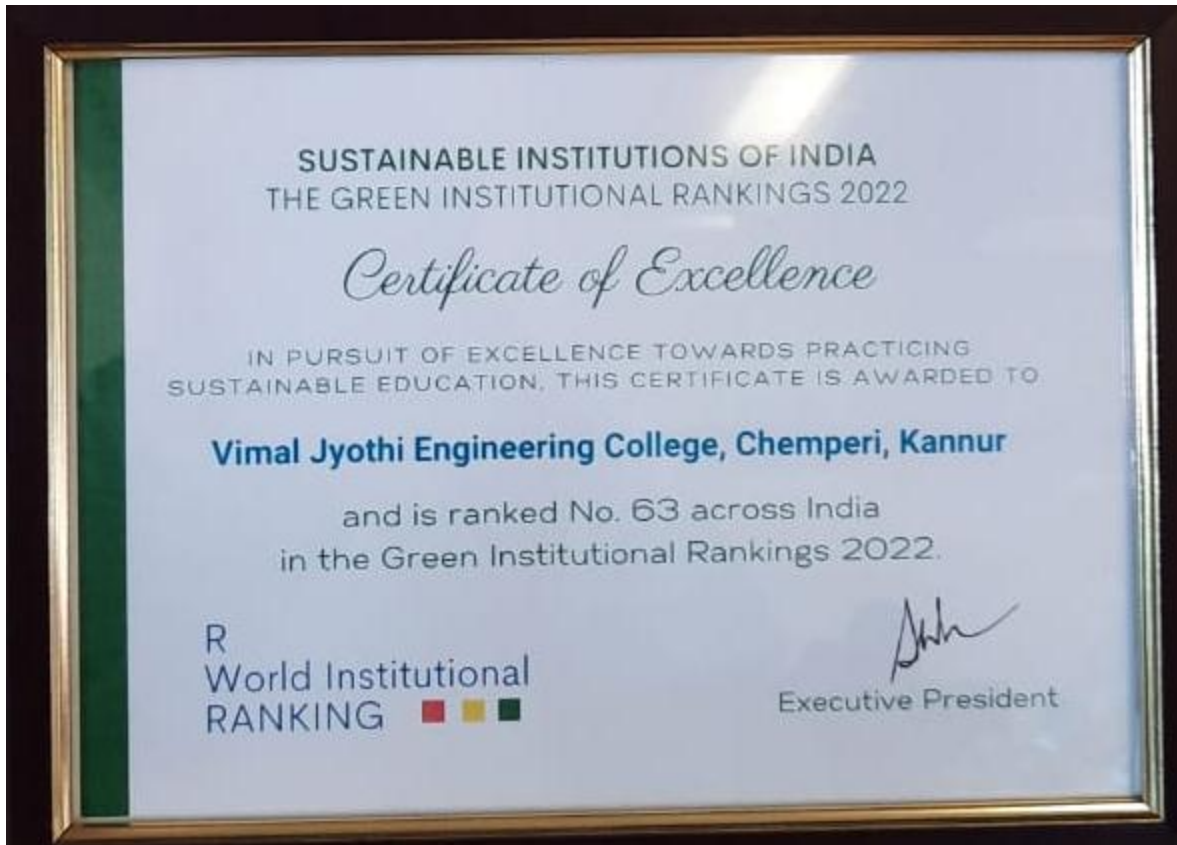 SUSTAINABLE INSTITUTIONS OF INDIA
THE GREEN INSTITUTIONAL RANKINGS 2022
Certificate of Excellence
IN PURSUIT OF EXCELLENCE TOWARDS PRACTICING
SUSTAINABLE EDUCATION, THIS CERTIFICATE IS AWARDED TO
Vimal Jyothi Engineering College, Chemperi, Kannur
and is ranked No. 63 across India
in the Green Institutional Rankings 2022.
R
World Institutional
RANKING
Executive President